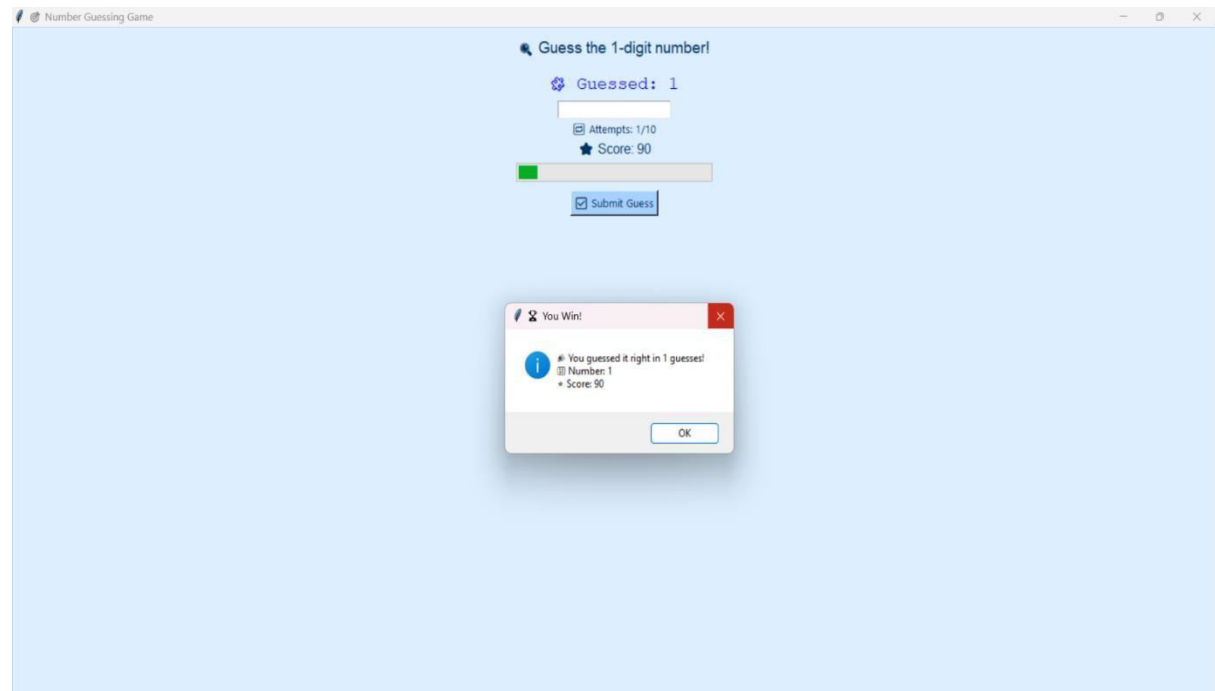 Number Guessing Game
Guess the 1-digit number!
Guessed: 1
Attempts: 1/10
Score: 90
Submit Guess
You Win!
You guessed it right in 1 guesses!
Number: 1
Score: 90
OK